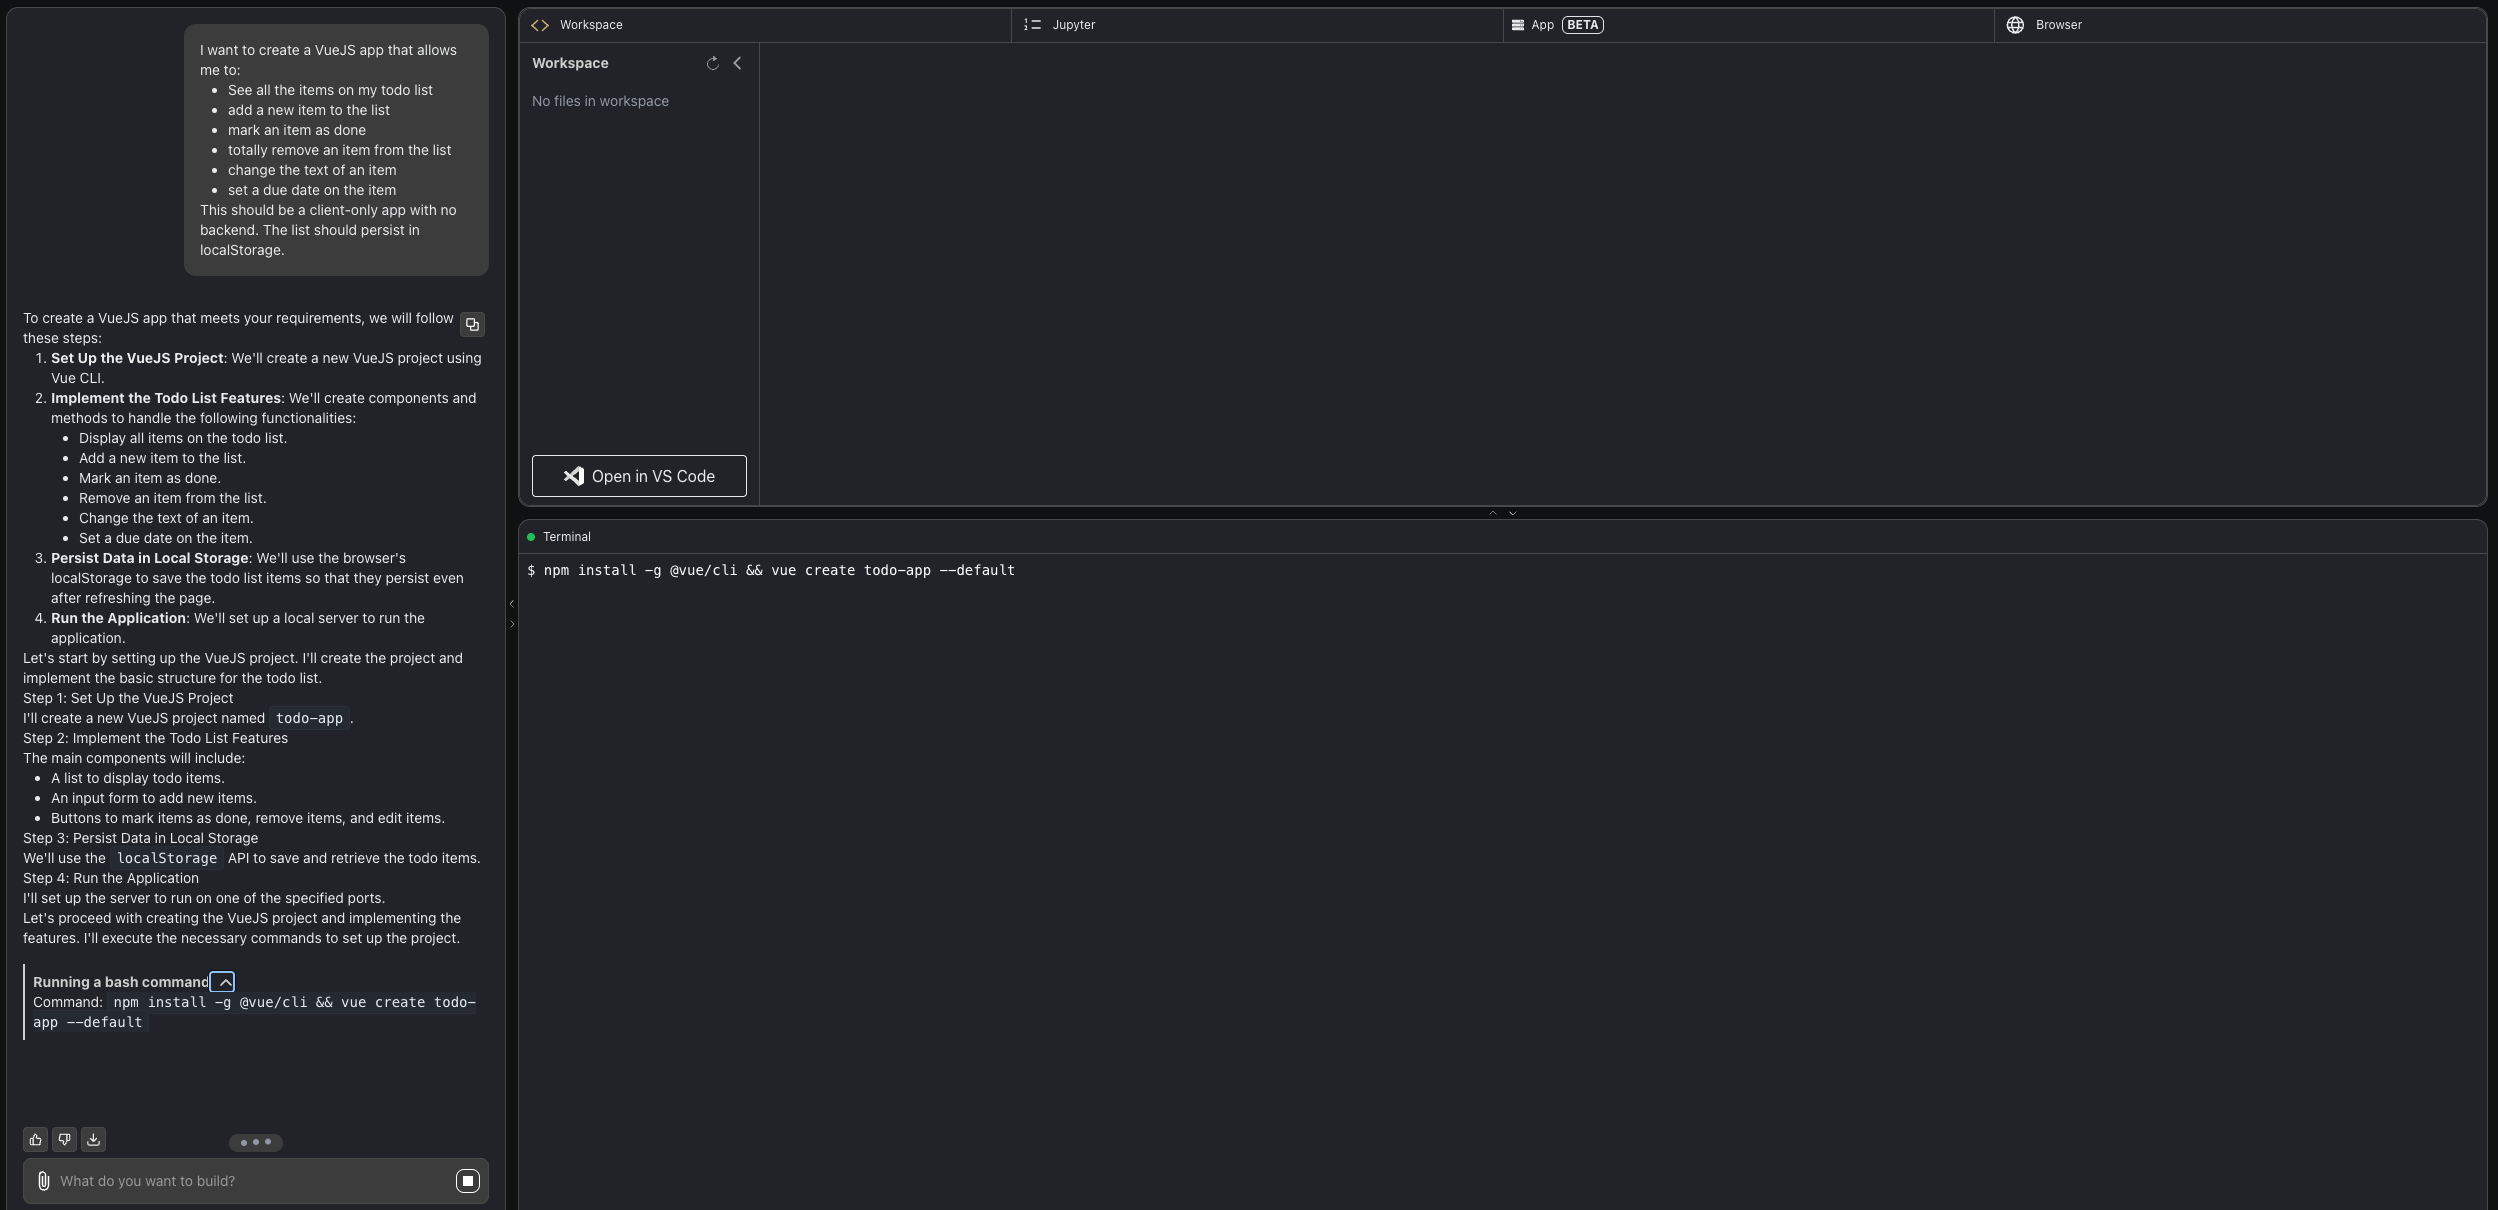 I want to create a VueJS app that allows
me to:
• See all the items on my todo list
• add a new item to the list
• mark an item as done
• totally remove an item from the list
• change the text of an item
• set a due date on the item
This should be a client-only app with no
backend. The list should persist in
localStorage.
To create a VueJS app that meets your requirements, we will follow
these steps:
1. Set Up the VueJS Project: We'll create a new VueJS project using
Vue CLI.
2. Implement the Todo List Features: We'll create components and
methods to handle the following functionalities:
• Display all items on the todo list.
• Add a new item to the list.
• Mark an item as done.
• Remove an item from the list.
• Change the text of an item.
• Set a due date on the item.
3. Persist Data in Local Storage: We'll use the browser's
localStorage to save the todo list items so that they persist even
after refreshing the page.
4. Run the Application: We'll set up a local server to run the
application.
Let's start by setting up the VueJS project. I'll create the project and
implement the basic structure for the todo list.
Step 1: Set Up the VueJS Project
I'll create a new VueJS project named todo-app.
Step 2: Implement the Todo List Features
The main components will include:
• A list to display todo items.
• An input form to add new items.
• Buttons to mark items as done, remove items, and edit items.
Step 3: Persist Data in Local Storage
We'll use the localStorage API to save and retrieve the todo items.
Step 4: Run the Application
I'll set up the server to run on one of the specified ports.
Let's proceed with creating the VueJS project and implementing the
features. I'll execute the necessary commands to set up the project.
Running a bash command
Command: npm install -g @vue/cli && vue create todo-
app --default
What do you want to build?
Workspace
Jupyter
App BETA
Browser
Workspace
No files in workspace
Open in VS Code
Terminal
$ npm install -g @vue/cli && vue create todo-app --default